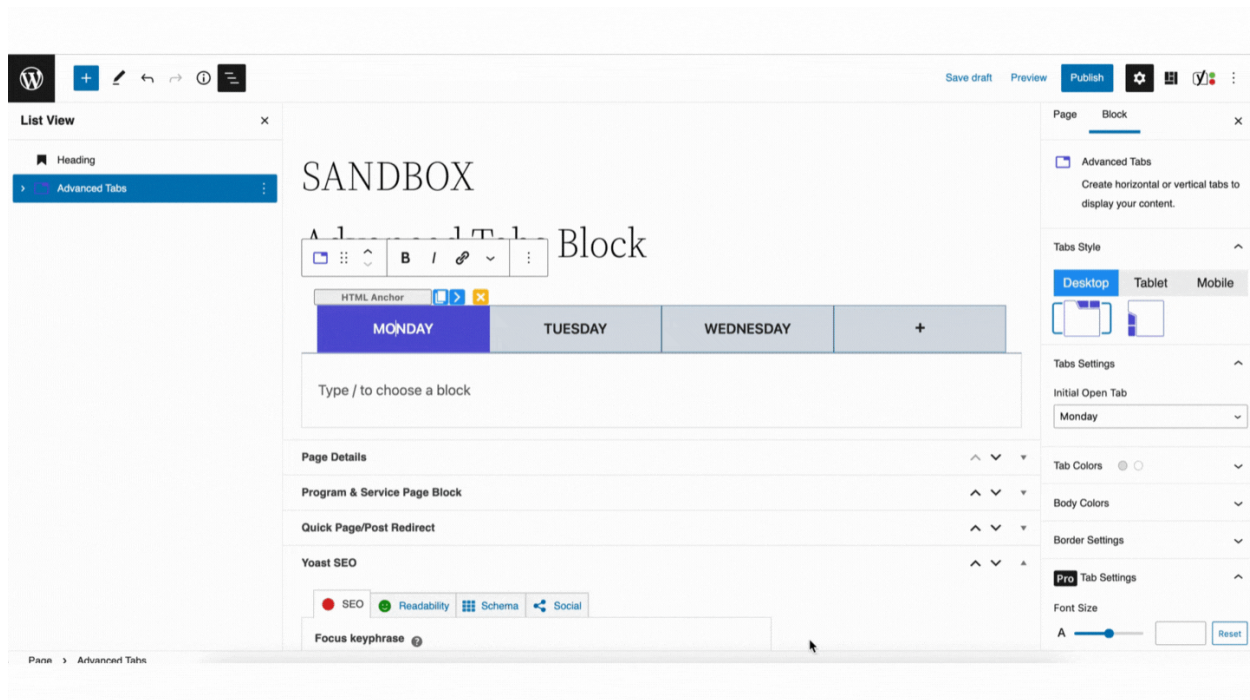 Save draft
Preview
Publish
List View
Heading
Advanced Tabs
SANDBOX
Advanced Tabs Block
B I
HTML Anchor
MONDAY TUESDAY WEDNESDAY +
Type / to choose a block
Page Details
Program & Service Page Block
Quick Page/Post Redirect
Yoast SEO
SEO Readability Schema Social
Focus keyphrase
Page Block
Advanced Tabs
Create horizontal or vertical tabs to
display your content.
Tabs Style
Desktop Tablet Mobile
Tabs Settings
Initial Open Tab
Monday
Tab Colors
Body Colors
Border Settings
Pro Tab Settings
Font Size
A Reset
Page > Advanced Tabs